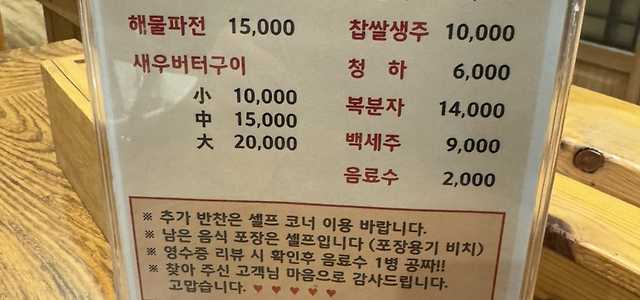 해물파전 15,000
새우버터구이
小 10,000
中 15,000
大 20,000
찹쌀생주 10,000
청 하 6,000
복분자 14,000
백세주 9,000
음료수 2,000
※ 추가 반찬은 셀프 코너 이용 바랍니다.
※ 남은 음식 포장은 셀프입니다 (포장용기 비치)
※ 영수증 리뷰 시 확인후 음료수 1병 공짜!!
※ 찾아 주신 고객님 마음으로 감사드립니다.
고맙습니다. ♥ ♥ ♥ ♥ ♥